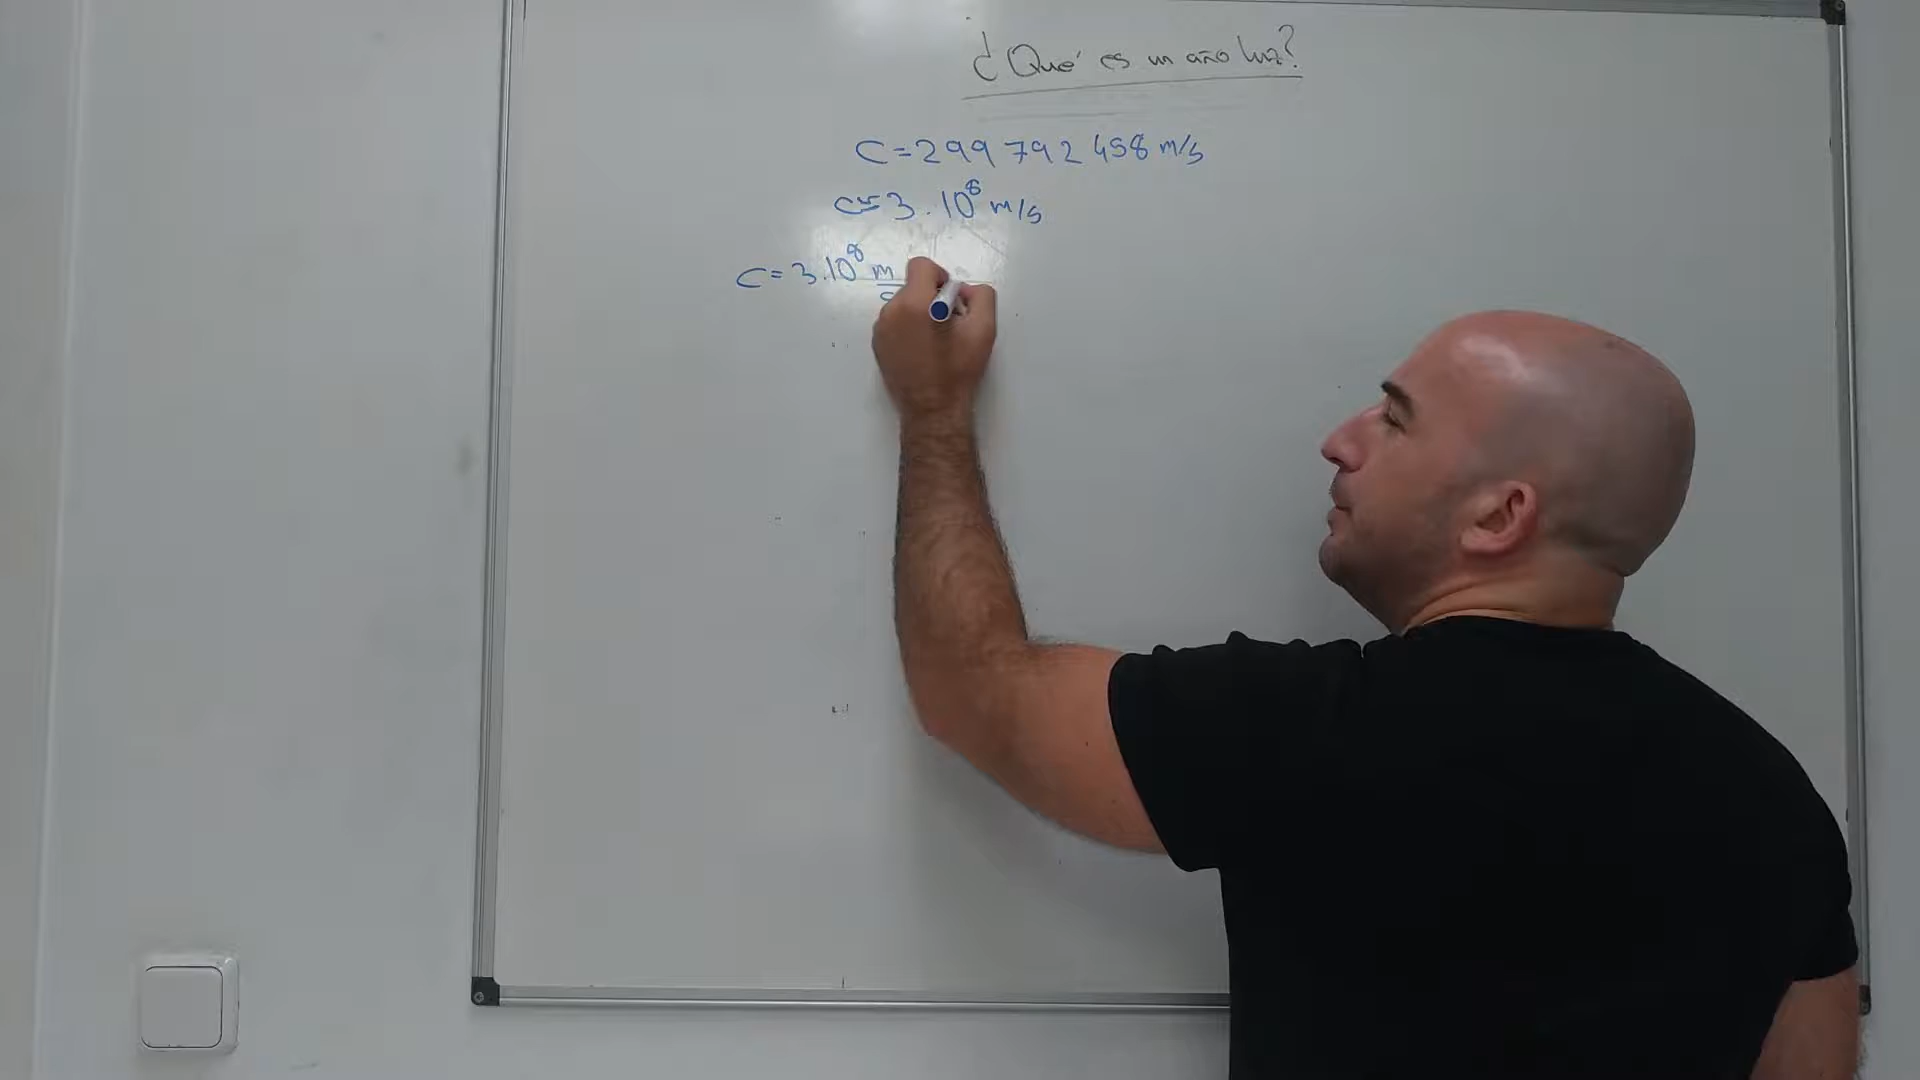 ¿Qué es un año luz?
C=299 792 458 m/s
C≃3.10⁸ m/s
C=3.10⁸ m/s